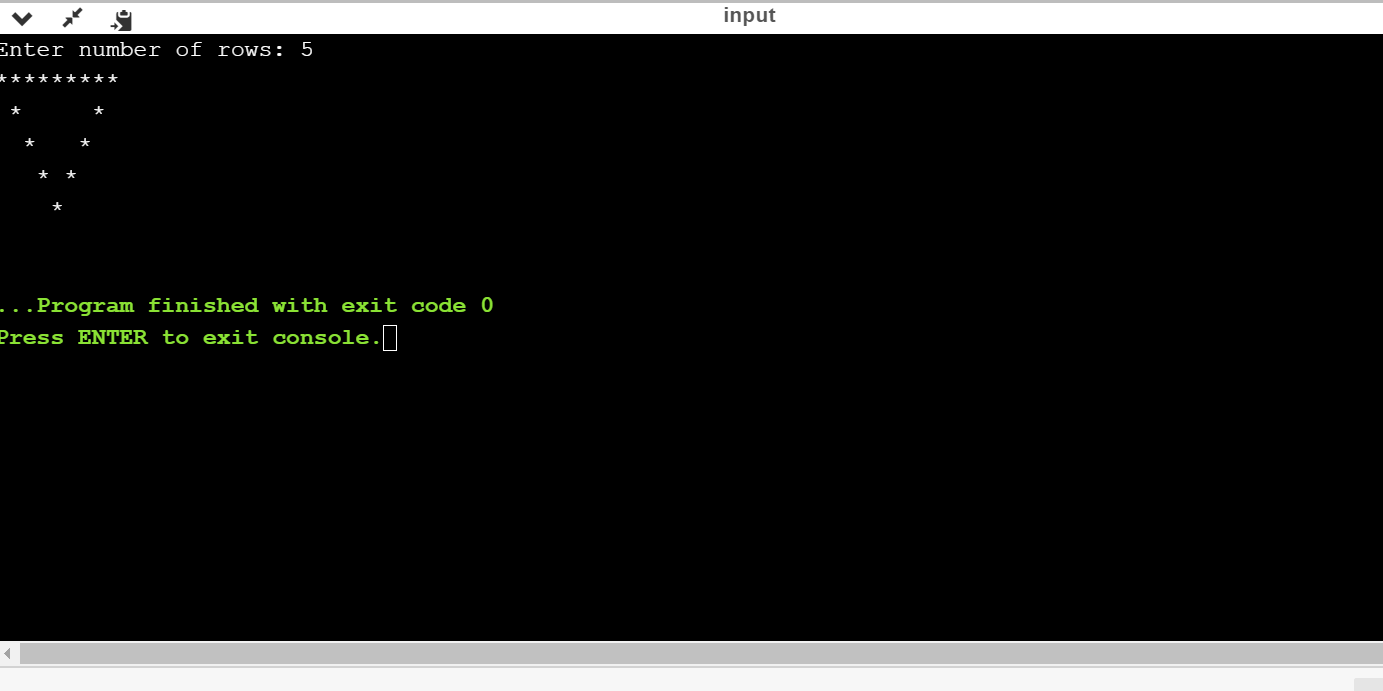 input
Enter number of rows: 5
*********
 *     *
  *   *
   * *
    *
...Program finished with exit code 0
Press ENTER to exit console.